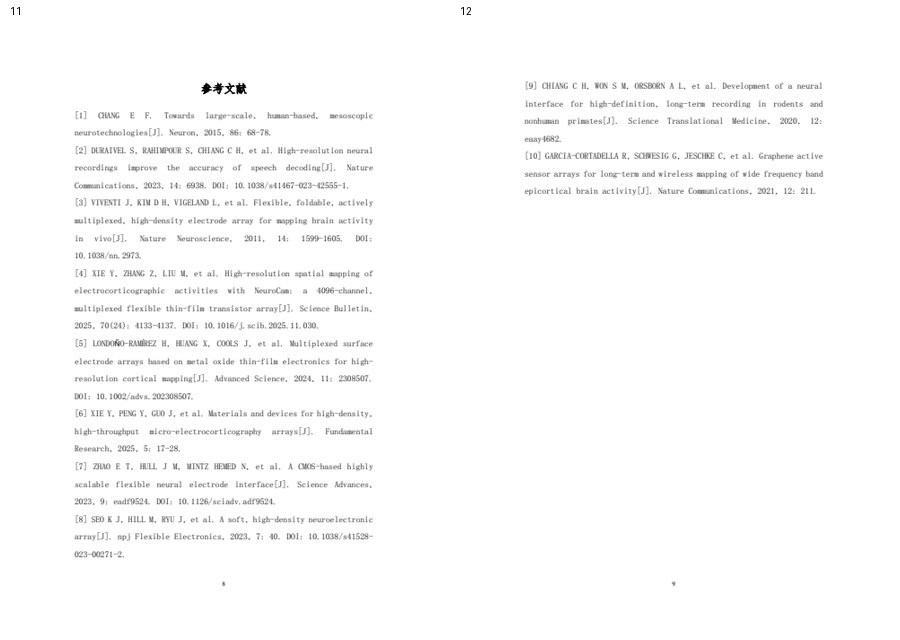 11
参考文献
[1] CHANG E F. Towards large-scale, human-based, mesoscopic
neurotechnologies[J]. Neuron, 2015, 86: 68-78.
[2] DURAIVEL S, RAHIMPOUR S, CHIANG C H, et al. High-resolution neural
recordings improve the accuracy of speech decoding[J]. Nature
Communications, 2023, 14: 6938. DOI: 10.1038/s41467-023-42555-1.
[3] VIVENTI J, KIM D H, VIGELAND L, et al. Flexible, foldable, actively
multiplexed, high-density electrode array for mapping brain activity
in vivo[J]. Nature Neuroscience, 2011, 14: 1599-1605. DOI:
10.1038/nn.2973.
[4] XIE Y, ZHANG Z, LIU M, et al. High-resolution spatial mapping of
electrocorticographic activities with NeuroCam: a 4096-channel,
multiplexed flexible thin-film transistor array[J]. Science Bulletin,
2025, 70(24): 4133-4137. DOI: 10.1016/j.scib.2025.11.030.
[5] LONDOÑO-RAMÍREZ H, HUANG X, COOLS J, et al. Multiplexed surface
electrode arrays based on metal oxide thin-film electronics for high-
resolution cortical mapping[J]. Advanced Science, 2024, 11: 2308507.
DOI: 10.1002/advs.202308507.
[6] XIE Y, PENG Y, GUO J, et al. Materials and devices for high-density,
high-throughput micro-electrocorticography arrays[J]. Fundamental
Research, 2025, 5: 17-28.
[7] ZHAO E T, HULL J M, MINTZ HEMED N, et al. A CMOS-based highly
scalable flexible neural electrode interface[J]. Science Advances,
2023, 9: eadf9524. DOI: 10.1126/sciadv.adf9524.
[8] SEO K J, HILL M, RYU J, et al. A soft, high-density neuroelectronic
array[J]. npj Flexible Electronics, 2023, 7: 40. DOI: 10.1038/s41528-
023-00271-2.
8
12
[9] CHIANG C H, WON S M, ORSBORN A L, et al. Development of a neural
interface for high-definition, long-term recording in rodents and
nonhuman primates[J]. Science Translational Medicine, 2020, 12:
eaay4682.
[10] GARCIA-CORTADELLA R, SCHWESIG G, JESCHKE C, et al. Graphene active
sensor arrays for long-term and wireless mapping of wide frequency band
epicortical brain activity[J]. Nature Communications, 2021, 12: 211.
9